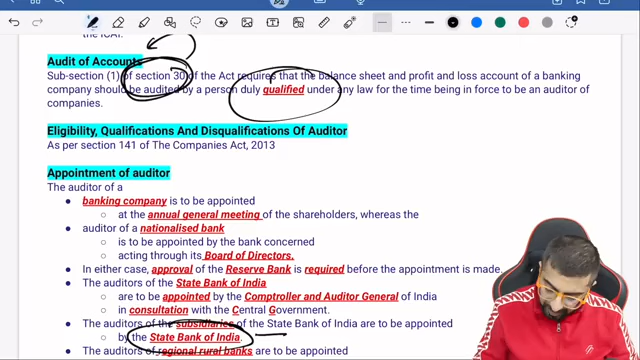 the ICAI.
Audit of Accounts
Sub-section (1) of section 30 of the Act requires that the balance sheet and profit and loss account of a banking
company should be audited by a person duly qualified under any law for the time being in force to be an auditor of
companies.
Eligibility, Qualifications And Disqualifications Of Auditor
As per section 141 of The Companies Act, 2013
Appointment of auditor
The auditor of a
● banking company is to be appointed
○ at the annual general meeting of the shareholders, whereas the
● auditor of a nationalised bank
○ is to be appointed by the bank concerned
○ acting through its Board of Directors.
● In either case, approval of the Reserve Bank is required before the appointment is made.
● The auditors of the State Bank of India
○ are to be appointed by the Comptroller and Auditor General of India
○ in consultation with the Central Government.
● The auditors of the subsidiaries of the State Bank of India are to be appointed
○ by the State Bank of India.
● The auditors of regional rural banks are to be appointed